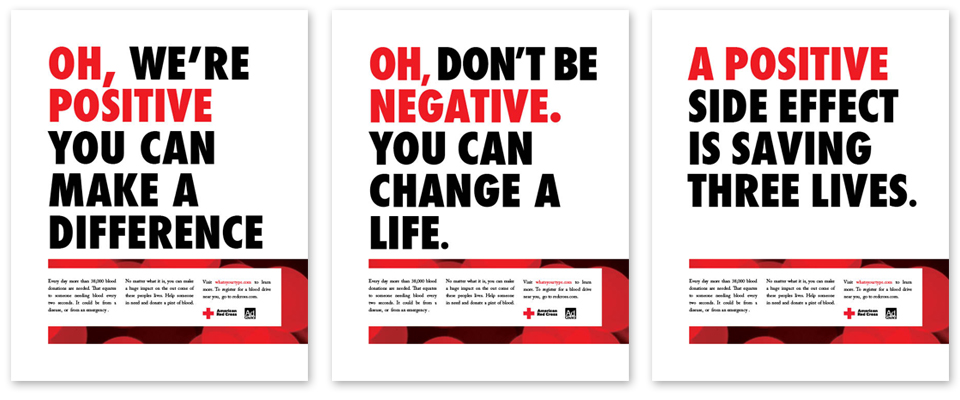 OH, WE'RE
POSITIVE
YOU CAN
MAKE A
DIFFERENCE
Every day more than 38,000 blood
donations are needed. That equates
to someone needing blood every
two seconds. It could be from a
disease, or from an emergency.
No matter what it is, you can make
a huge impact on the out come of
these peoples lives. Help someone
in need and donate a pint of blood.
Visit whatsyourtype.com to learn
more. To register for a blood drive
near you, go to redcross.com.
American
Red Cross
Ad
Council
OH, DON'T BE
NEGATIVE.
YOU CAN
CHANGE A
LIFE.
Every day more than 38,000 blood
donations are needed. That equates
to someone needing blood every
two seconds. It could be from a
disease, or from an emergency.
No matter what it is, you can make
a huge impact on the out come of
these peoples lives. Help someone
in need and donate a pint of blood.
Visit whatsyourtype.com to learn
more. To register for a blood drive
near you, go to redcross.com.
American
Red Cross
Ad
Council
A POSITIVE
SIDE EFFECT
IS SAVING
THREE LIVES.
Every day more than 38,000 blood
donations are needed. That equates
to someone needing blood every
two seconds. It could be from a
disease, or from an emergency.
No matter what it is, you can make
a huge impact on the out come of
these peoples lives. Help someone
in need and donate a pint of blood.
Visit whatsyourtype.com to learn
more. To register for a blood drive
near you, go to redcross.com.
American
Red Cross
Ad
Council